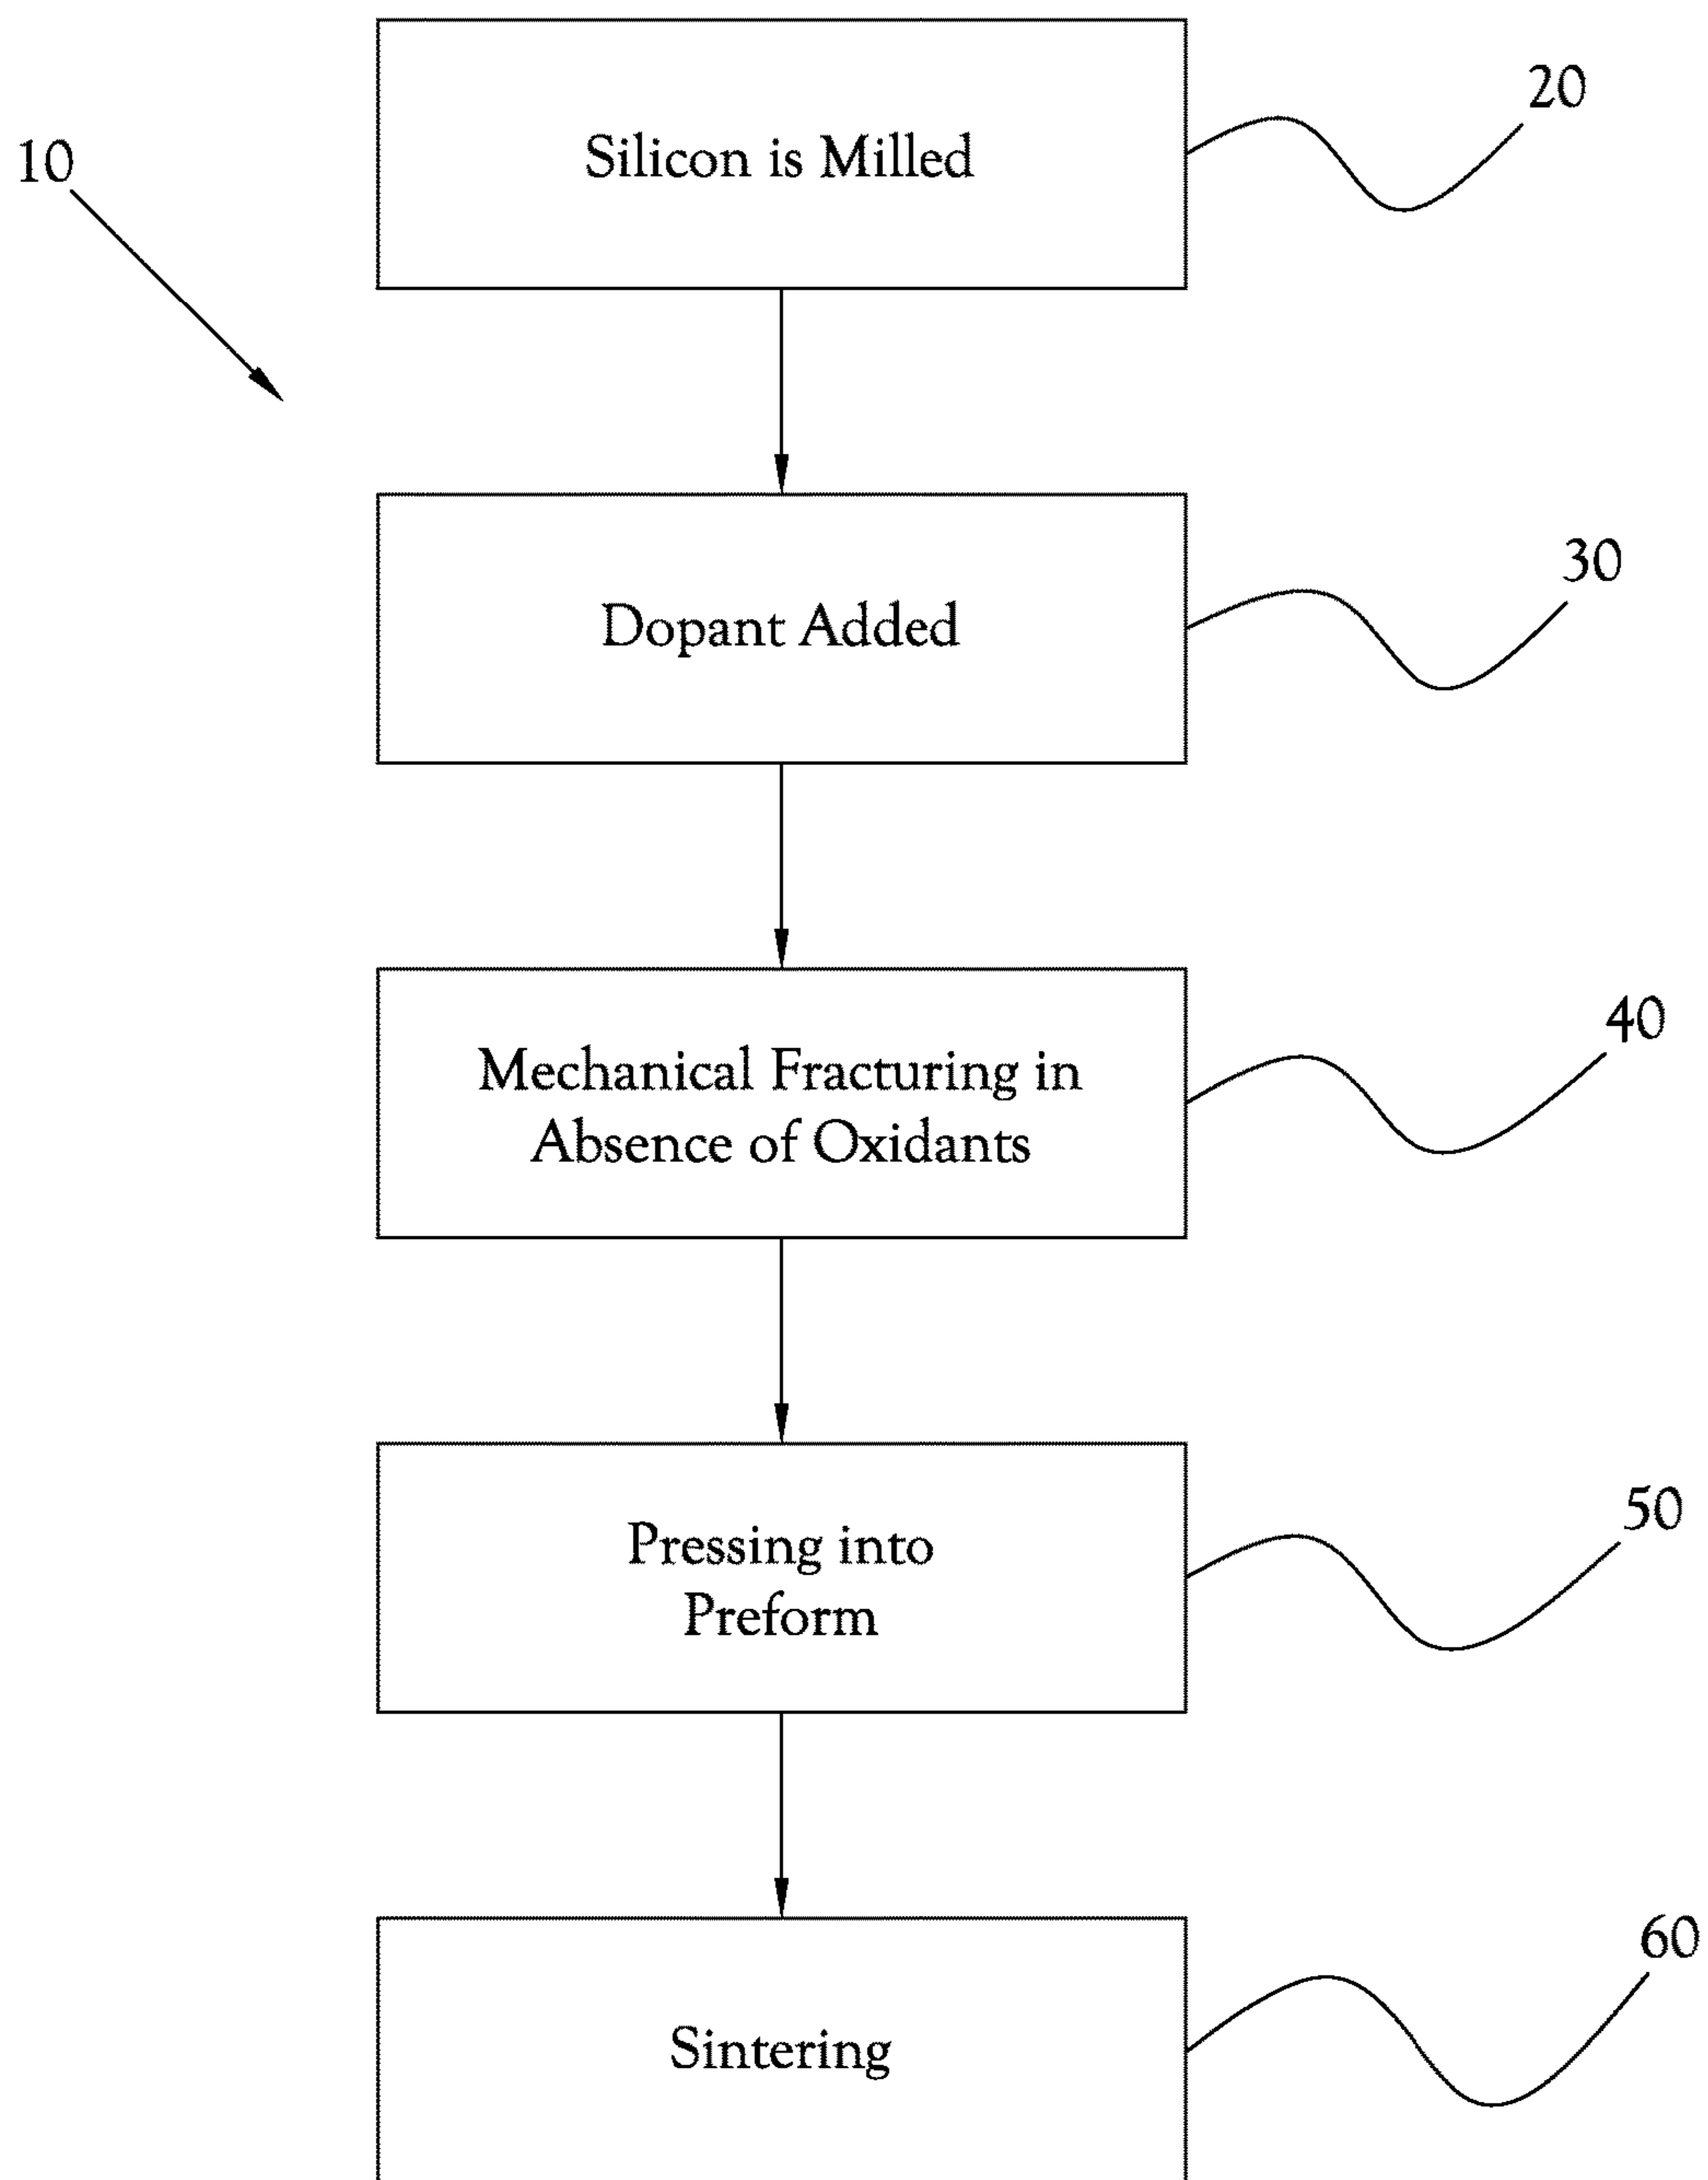 10
Silicon is Milled
20
Dopant Added
30
Mechanical Fracturing in
Absence of Oxidants
40
Pressing into
Preform
50
Sintering
60